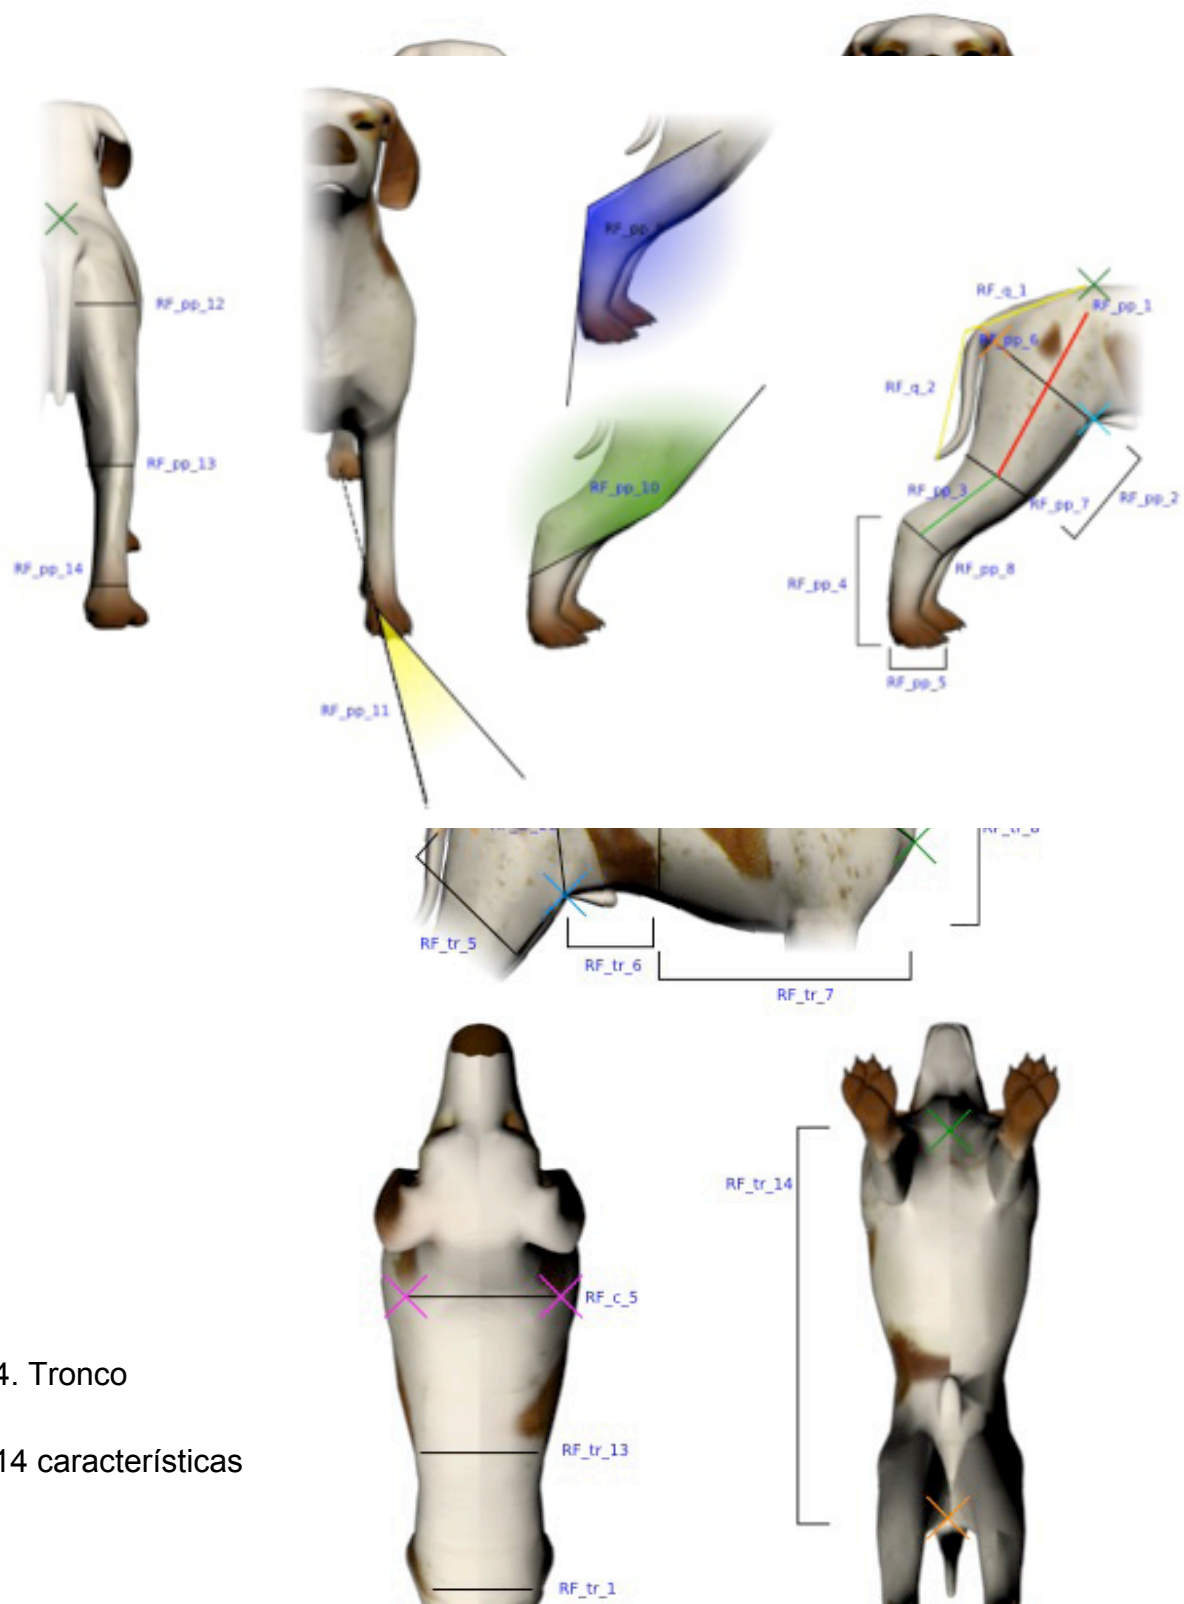 RF_pp_12
RF_pp_13
RF_pp_14
RF_pp_11
RF_pp_10
RF_q_1
RF_pp_1
RF_pp_6
RF_q_2
RF_pp_3
RF_pp_7
RF_pp_2
RF_pp_4
RF_pp_8
RF_pp_5
RF_tr_5
RF_tr_6
RF_tr_7
RF_tr_14
RF_c_5
4. Tronco
RF_tr_13
14 características
RF_tr_1